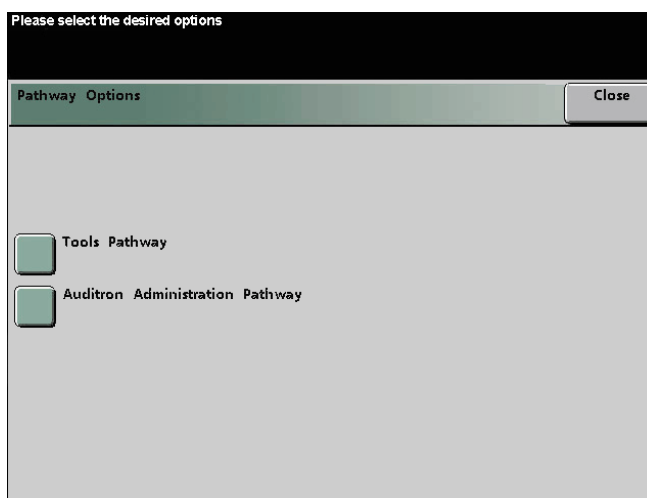 Please select the desired options
Pathway Options
Close
Tools Pathway
Auditron Administration Pathway